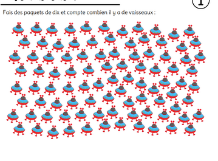 Fais des paquets de dix et compte combien il y a de vaisseaux :
1